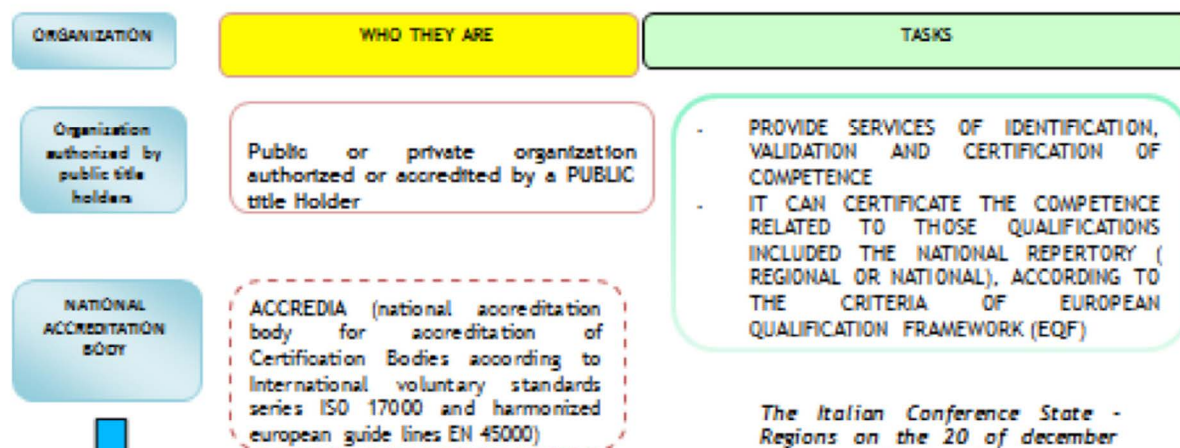 ORGANIZATION
WHO THEY ARE
TASKS
Organization
authorized by
public title
holders
Public or private organization
authorized or accredited by a PUBLIC
title Holder
- PROVIDE SERVICES OF IDENTIFICATION,
VALIDATION AND CERTIFICATION OF
COMPETENCE
- IT CAN CERTIFICATE THE COMPETENCE
RELATED TO THOSE QUALIFICATIONS
INCLUDED THE NATIONAL REPERTORY (
REGIONAL OR NATIONAL), ACCORDING TO
THE CRITERIA OF EUROPEAN
QUALIFICATION FRAMEWORK (EQF)
NATIONAL
ACCREDITATION
BODY
ACCREDIA (national accreditation
body for accreditation of
Certification Bodies according to
International voluntary standards
series ISO 17000 and harmonized
european guide lines EN 45000)
The Italian Conference State -
Regions on the 20 of december